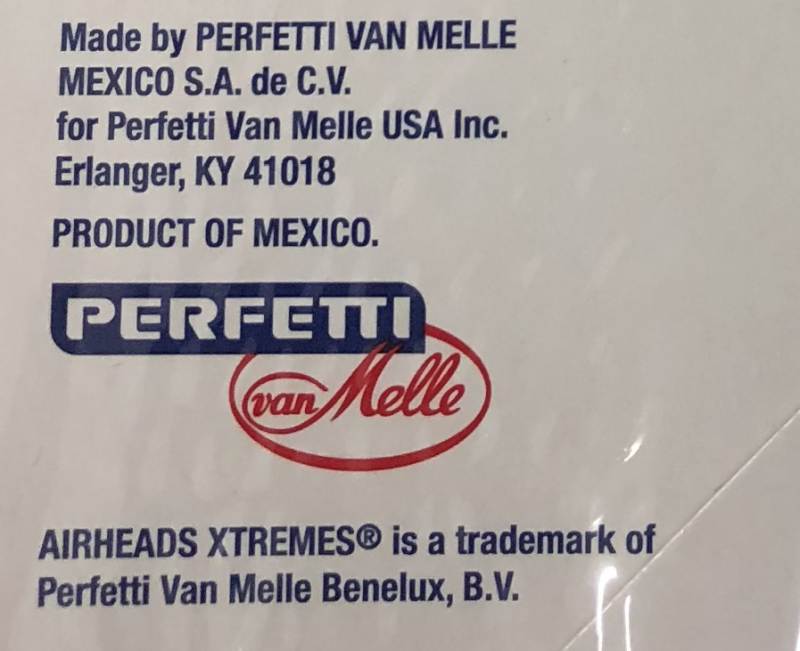 Made by PERFETTI VAN MELLE
MEXICO S.A. de C.V.
for Perfetti Van Melle USA Inc.
Erlanger, KY 41018
PRODUCT OF MEXICO.
PERFETTI
van Melle
AIRHEADS XTREMES® is a trademark of
Perfetti Van Melle Benelux, B.V.